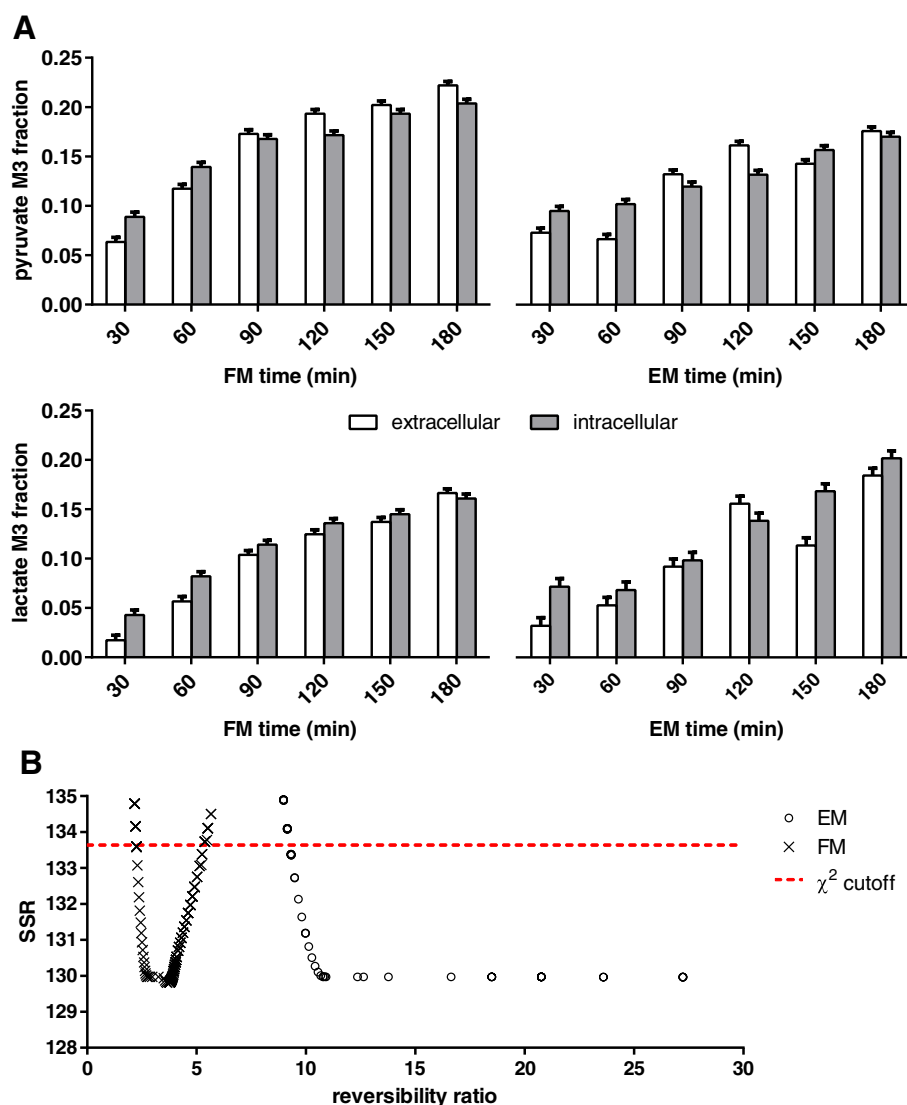 A
pyruvate M3 fraction
0.25
0.20
0.15
0.10
0.05
0.00
30 60 90 120 150 180
FM time (min)
30 60 90 120 150 180
EM time (min)
lactate M3 fraction
0.25
0.20
0.15
0.10
0.05
0.00
extracellular intracellular
30 60 90 120 150 180
FM time (min)
30 60 90 120 150 180
EM time (min)
B
SSR
135
134
133
132
131
130
129
128
0 5 10 15 20 25 30
reversibility ratio
EM
FM
χ² cutoff